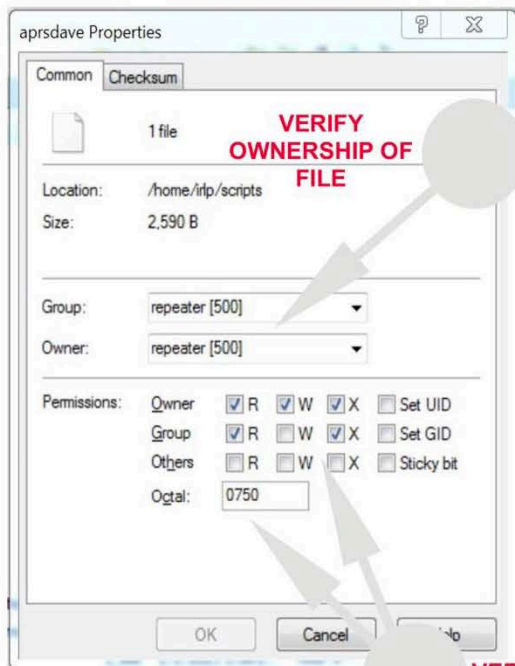 aprsdave Properties
Common Checksum
1 file
VERIFY
OWNERSHIP OF
FILE
Location: /home/irlp/scripts
Size: 2,590 B
Group: repeater [500]
Owner: repeater [500]
Permissions: Owner R W X Set UID
Group R W X Set GID
Others R W X Sticky bit
Octal: 0750
OK Cancel